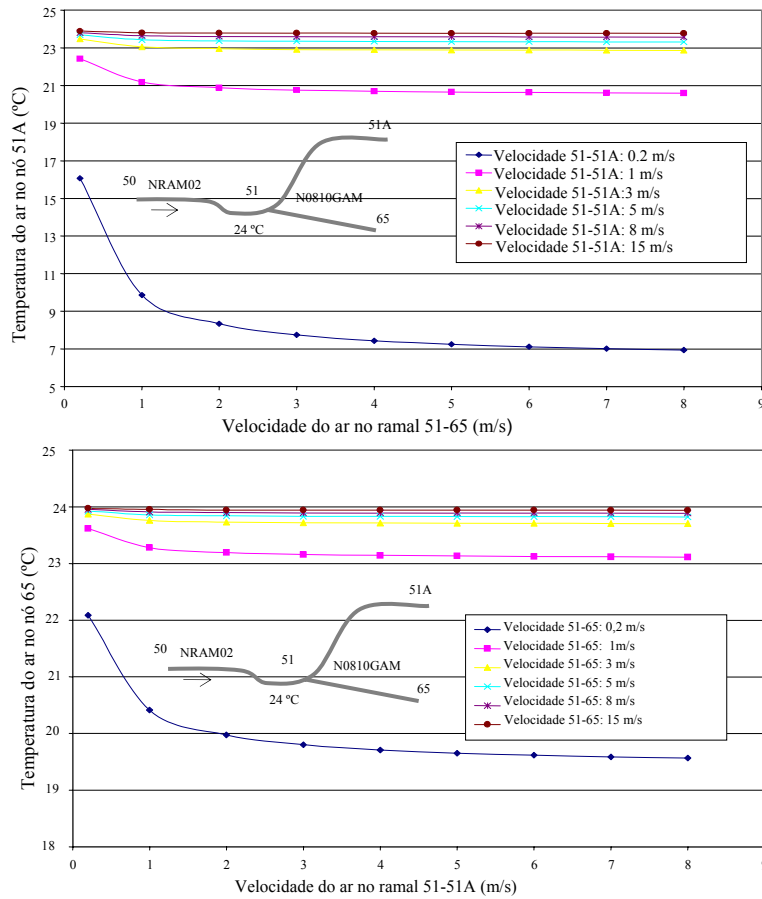 25
23
21
19
17
15
13
11
9
7
5
Temperatura do ar no nó 51A (ºC)
51A
50
NRAM02
51
N0810GAM
65
24 ºC
Velocidade 51-51A: 0.2 m/s
Velocidade 51-51A: 1 m/s
Velocidade 51-51A:3 m/s
Velocidade 51-51A: 5 m/s
Velocidade 51-51A: 8 m/s
Velocidade 51-51A: 15 m/s
0 1 2 3 4 5 6 7 8 9
Velocidade do ar no ramal 51-65 (m/s)
25
24
23
22
21
20
19
18
Temperatura do ar no nó 65 (ºC)
51A
50
NRAM02
51
N0810GAM
65
24 ºC
Velocidade 51-65: 0,2 m/s
Velocidade 51-65: 1m/s
Velocidade 51-65: 3 m/s
Velocidade 51-65: 5 m/s
Velocidade 51-65: 8 m/s
Velocidade 51-65: 15 m/s
0 1 2 3 4 5 6 7 8
Velocidade do ar no ramal 51-51A (m/s)